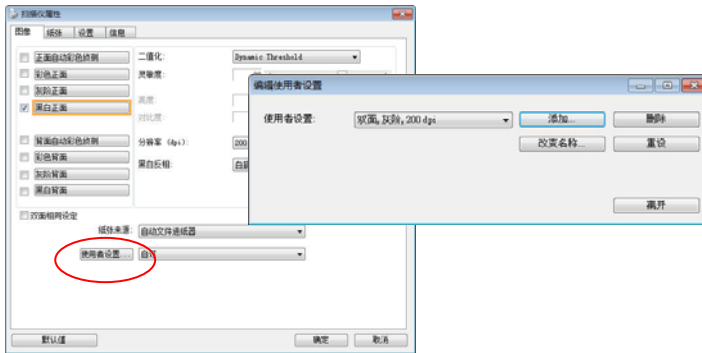 扫描仪属性
图像 纸张 设置 信息
正面自动彩色侦测
彩色正面
灰阶正面
黑白正面
背面自动彩色侦测
彩色背面
灰阶背面
黑白背面
二值化: Dynamic Threshold
灵敏度:
亮度:
对比度:
分辨率 (dpi): 200
黑白反相:
双面相同设定
纸张来源: 自动文件进纸器
使用者设置... 自订
默认值 确定 取消
编辑使用者设置
使用者设置: 双面, 灰阶, 200 dpi 添加... 删除
改变名称... 重设
离开